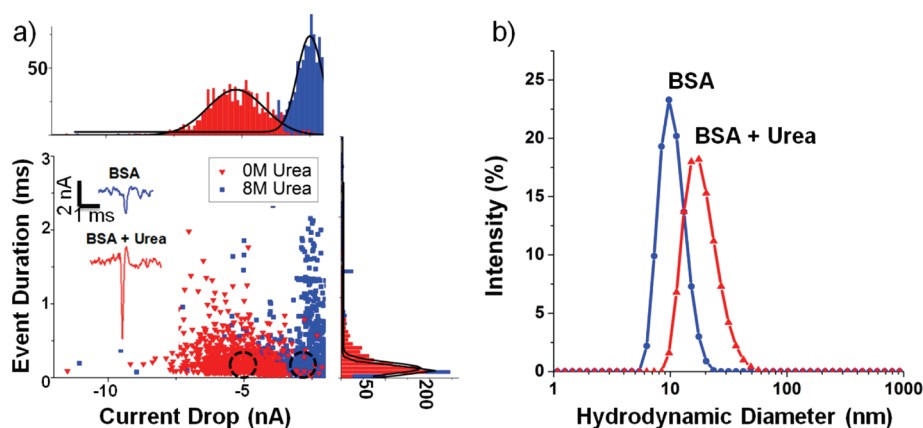 a)
50
Event Duration (ms)
3
2
1
0
2 nA
1 ms
BSA
BSA + Urea
0M Urea
8M Urea
-10
-5
Current Drop (nA)
50
200
b)
Intensity (%)
25
20
15
10
5
0
BSA
BSA + Urea
1
10
100
1000
Hydrodynamic Diameter (nm)